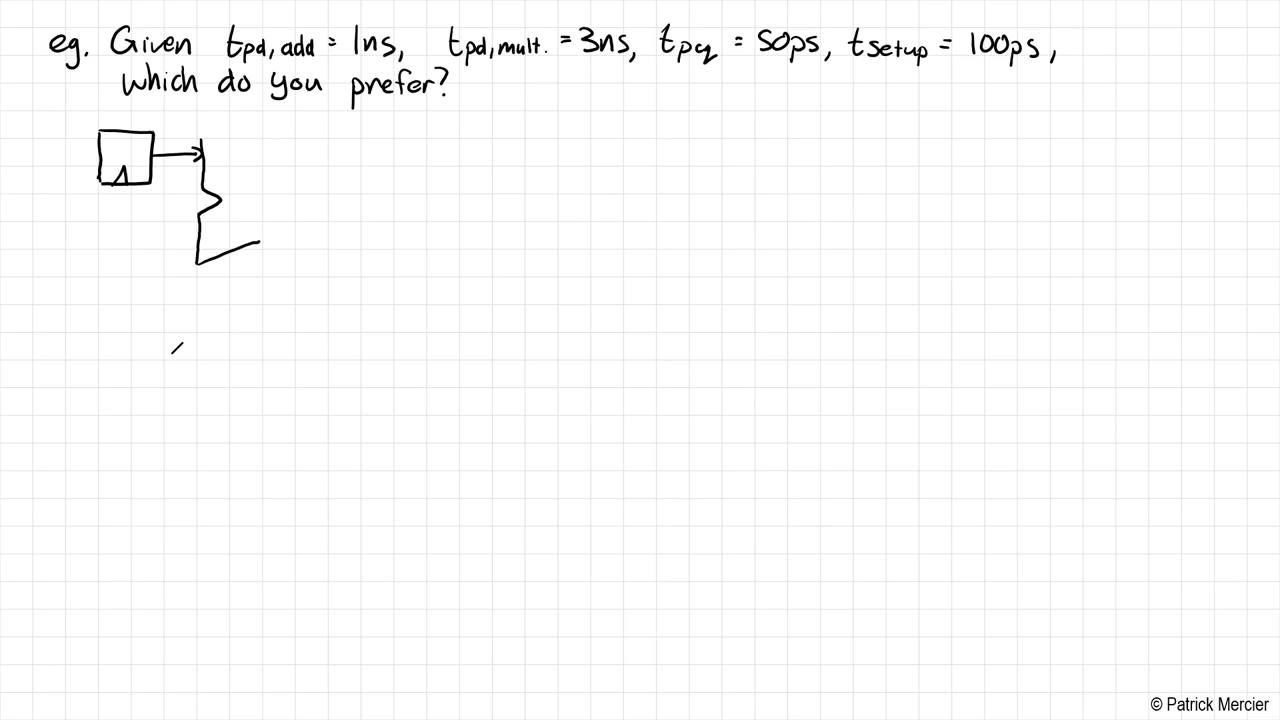 eg. Given tpd, add = 1ns, tpd, mult. = 3ns, tpcq = 50ps, tsetup = 100ps,
which do you prefer?
© Patrick Mercier